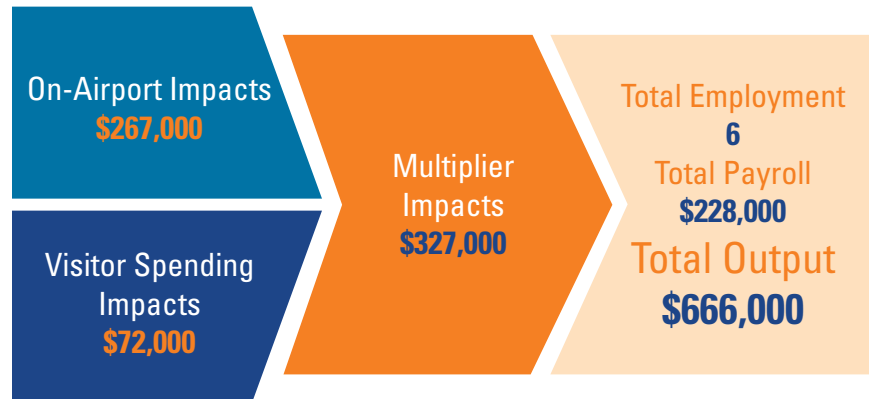 On-Airport Impacts
$267,000
Visitor Spending
Impacts
$72,000
Multiplier
Impacts
$327,000
Total Employment
6
Total Payroll
$228,000
Total Output
$666,000